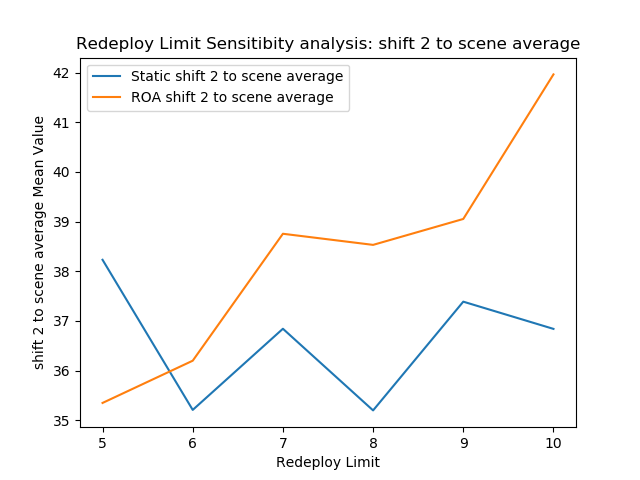 Redeploy Limit Sensitibity analysis: shift 2 to scene average
Static shift 2 to scene average
ROA shift 2 to scene average
shift 2 to scene average Mean Value
42
41
40
39
38
37
36
35
5 6 7 8 9 10
Redeploy Limit